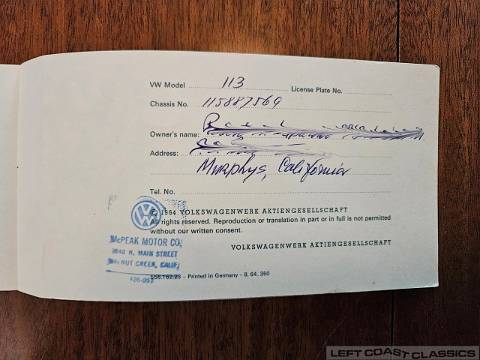 VW Model 113 License Plate No.
Chassis No. 115887569
Owner's name:
Address:
Murphys, California
Tel. No.
© 1964 VOLKSWAGENWERK AKTIENGESELLSCHAFT
All rights reserved. Reproduction or translation in part or in full is not permitted
without our written consent.
VOLKSWAGENWERK AKTIENGESELLSCHAFT
McPEAK MOTOR CO.
MAIN STREET
CREEK, CALIF.
Printed in Germany - 8. 64.
LEFT COAST CLASSICS